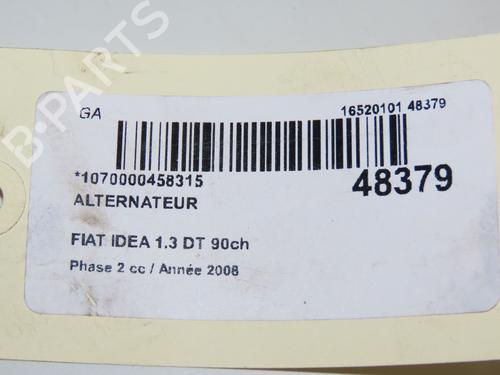 B-PARTS
GA
16520101 48379
*1070000458315
48379
ALTERNATEUR
FIAT IDEA 1.3 DT 90ch
Phase 2 cc / Année 2008